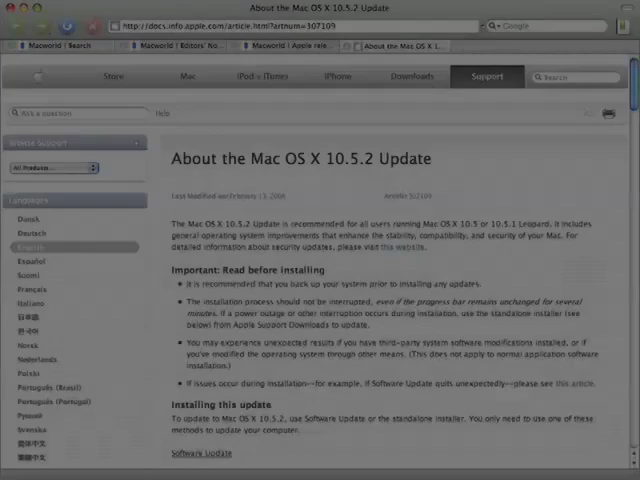 About the Mac OS X 10.5.2 Update
http://docs.info.apple.com/article.html?artnum=307109
Google
Macworld / Search
Macworld / Editors' No...
Macworld | Apple rele...
About the Mac OS X 1...
Store
Mac
iPod + iTunes
iPhone
Downloads
Support
Search
Ask a question
Help
Browse Support
All Products...
Languages
Dansk
Deutsch
English
Español
Suomi
Français
Italiano
日本語
한국어
Norsk
Nederlands
Polski
Português (Brasil)
Português (Portugal)
Русский
Svenska
简体中文
繁體中文
About the Mac OS X 10.5.2 Update
Last Modified on: February 13, 2008
Article: 307109
The Mac OS X 10.5.2 Update is recommended for all users running Mac OS X 10.5 or 10.5.1 Leopard. It includes
general operating system improvements that enhance the stability, compatibility, and security of your Mac. For
detailed information about security updates, please visit this website.
Important: Read before installing
It is recommended that you back up your system prior to installing any updates.
The installation process should not be interrupted, even if the progress bar remains unchanged for several
minutes. If a power outage or other interruption occurs during installation, use the standalone installer (see
below) from Apple Support Downloads to update.
You may experience unexpected results if you have third-party system software modifications installed, or if
you've modified the operating system through other means. (This does not apply to normal application software
installation.)
If issues occur during installation--for example, if Software Update quits unexpectedly--please see this article.
Installing this update
To update to Mac OS X 10.5.2, use Software Update or the standalone installer. You only need to use one of these
methods to update your computer.
Software Update